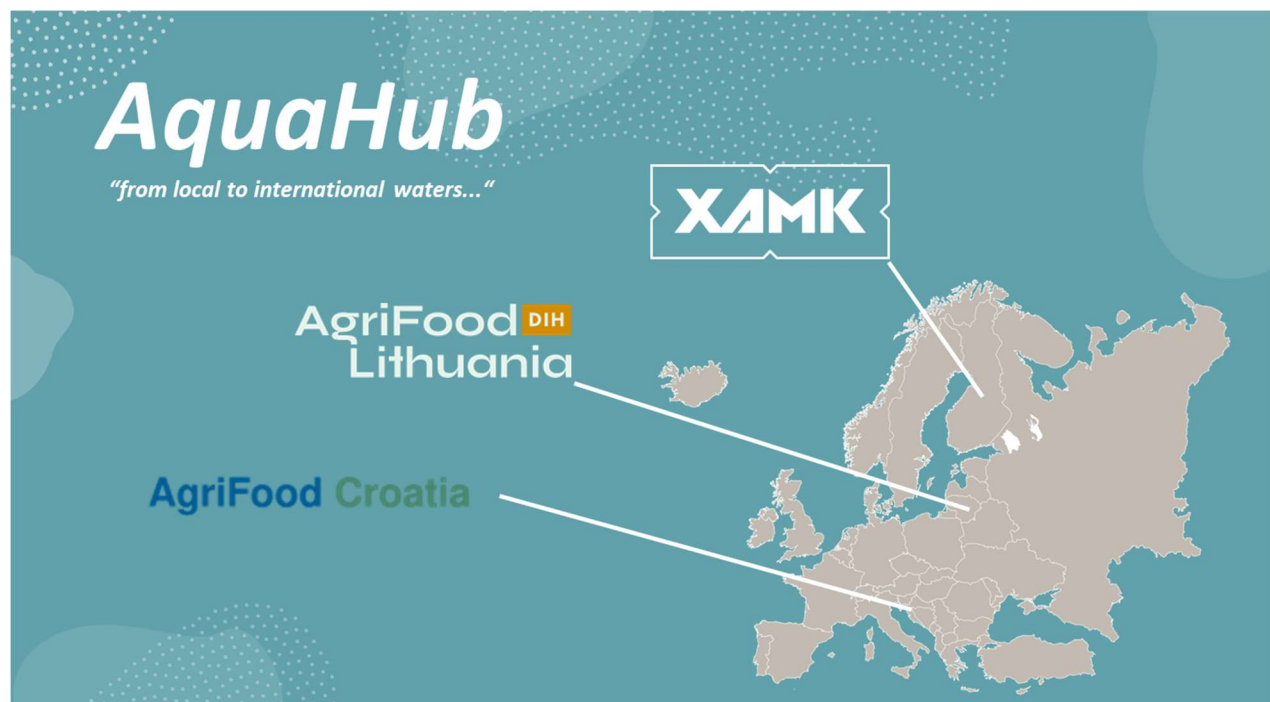 AquaHub
“from local to international waters...“
XAMK
AgriFood DIH
Lithuania
AgriFood Croatia